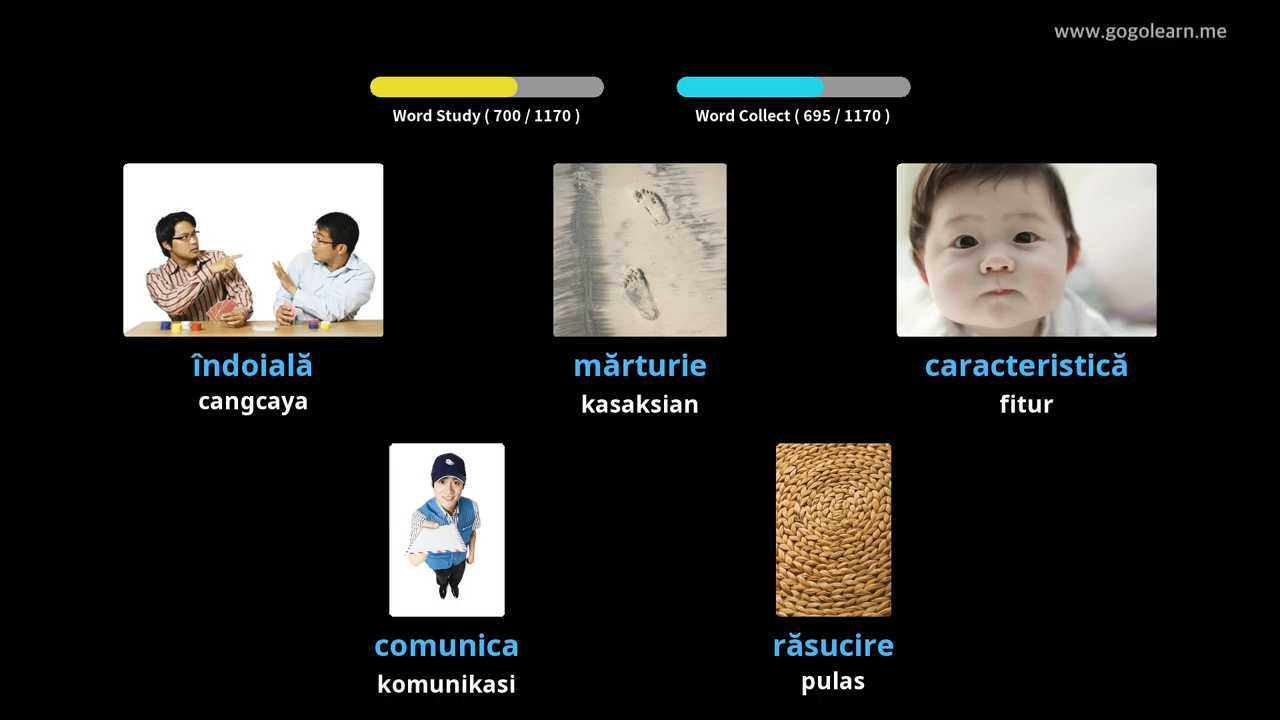 www.gogolearn.me
Word Study ( 700 / 1170 )
Word Collect ( 695 / 1170 )
îndoială
cangcaya
mărturie
kasaksian
caracteristică
fitur
comunica
komunikasi
răsucire
pulas